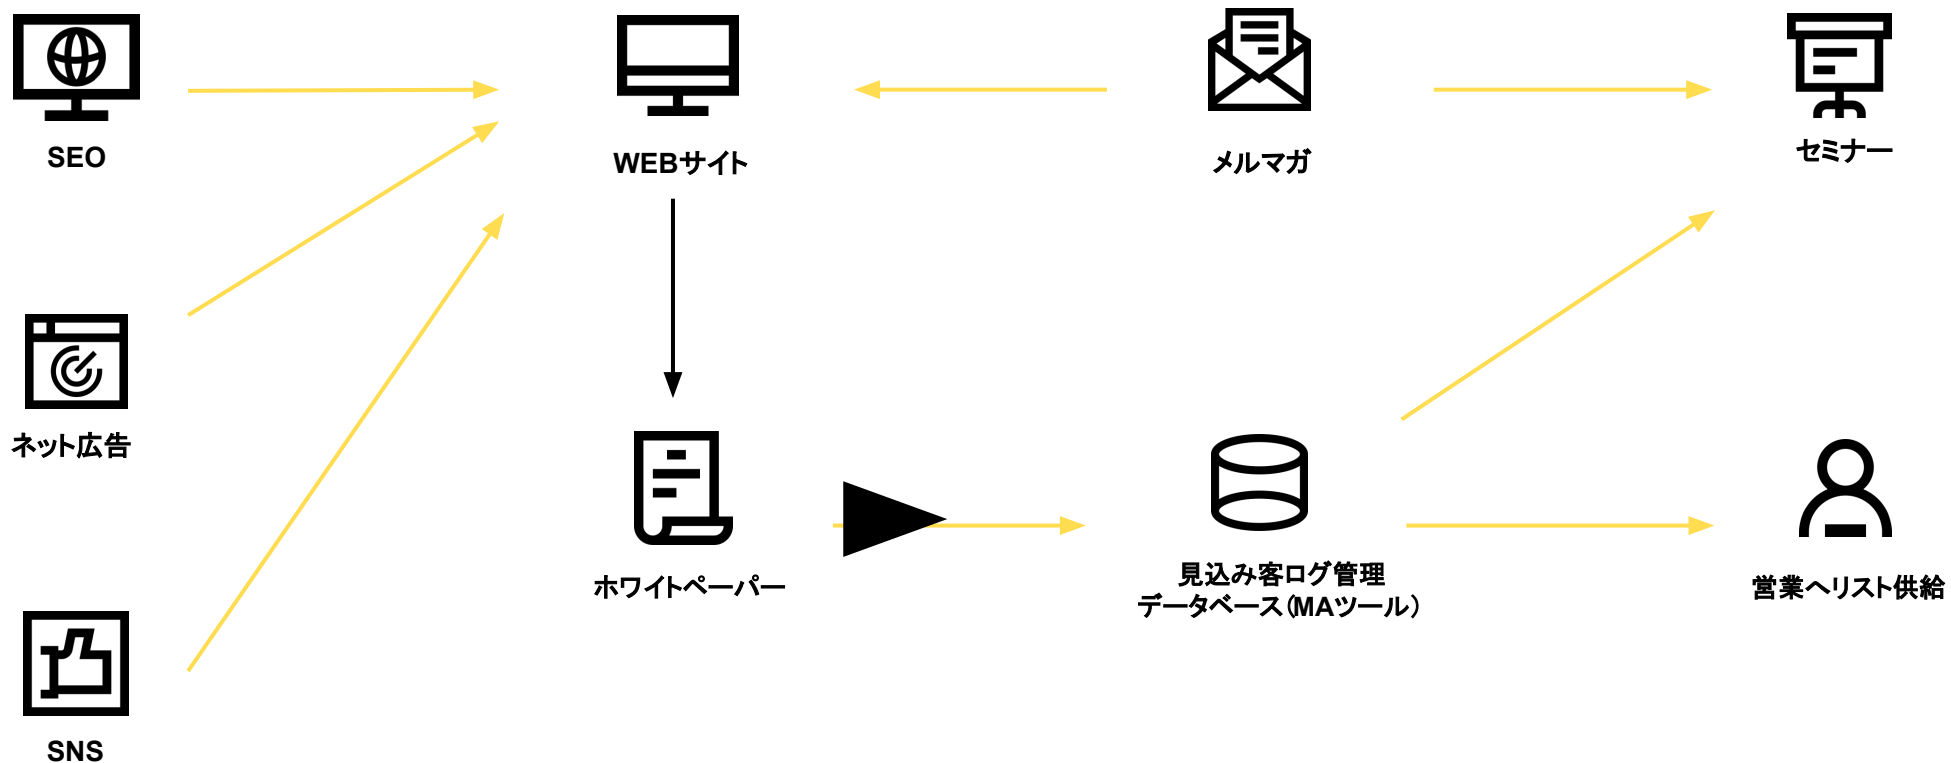 SEO
WEBサイト
メルマガ
セミナー
ネット広告
ホワイトペーパー
見込み客ログ管理
データベース（MAツール）
営業へリスト供給
SNS